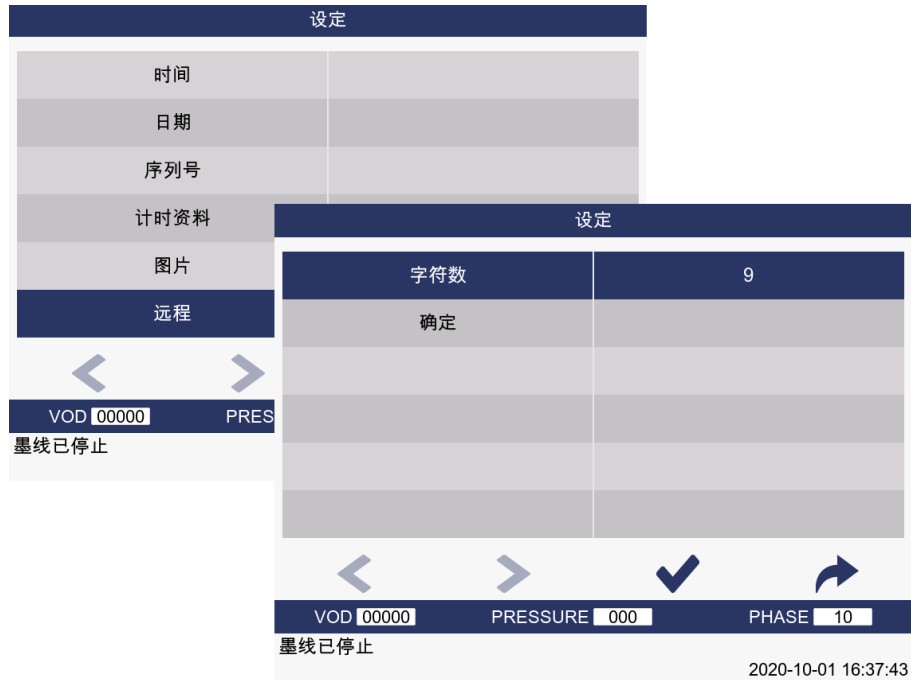 设定
时间
日期
序列号
计时资料
图片
远程
VOD 00000 PRES
墨线已停止
设定
字符数 9
确定
VOD 00000 PRESSURE 000 PHASE 10
墨线已停止
2020-10-01 16:37:43